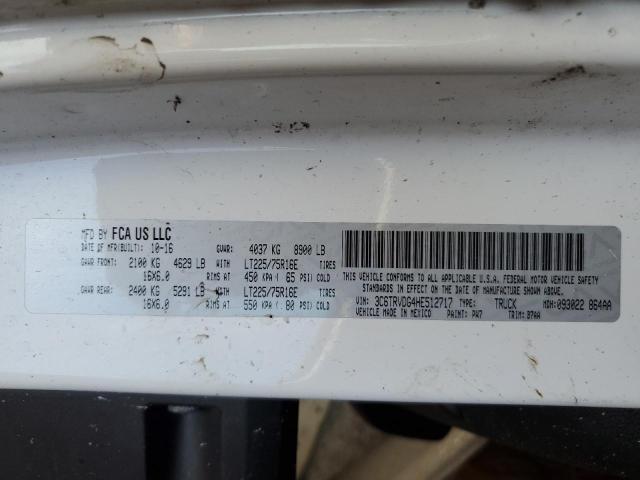 MFD BY FCA US LLC
DATE OF MFR(BUILT): 10-16 GVWR: 4037 KG 8900 LB
GAWR FRONT: 2100 KG 4629 LB WITH LT225/75R16E TIRES
16X6.0 RIMS AT 450 KPA ( 65 PSI) COLD
GAWR REAR: 2400 KG 5291 LB WITH LT225/75R16E TIRES
16X6.0 RIMS AT 550 KPA ( 80 PSI) COLD
THIS VEHICLE CONFORMS TO ALL APPLICABLE U.S.A. FEDERAL MOTOR VEHICLE SAFETY
STANDARDS IN EFFECT ON THE DATE OF MANUFACTURE SHOWN ABOVE.
VIN: 3C6TRVDG4HE512717 TYPE: TRUCK MDH: 093022 864AA
VEHICLE MADE IN MEXICO PAINT: PW7 TRIM: B7AA